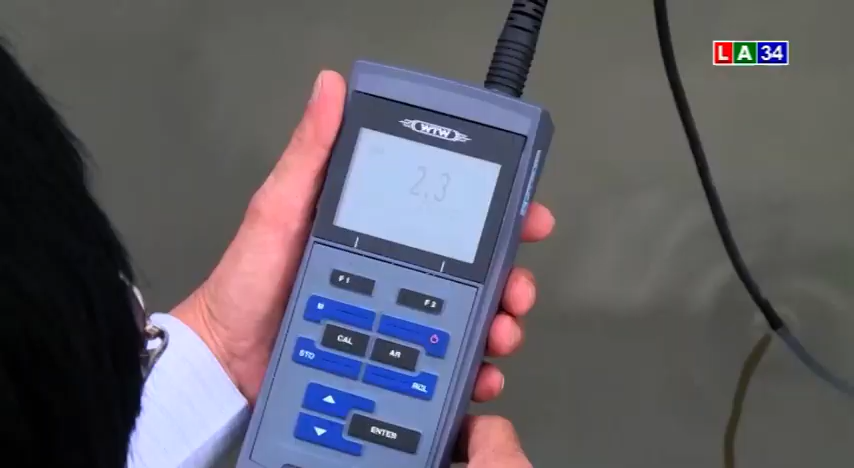 LA34
WTW
2,3
F1
F2
M
CAL
AR
STO
RCL
ENTER